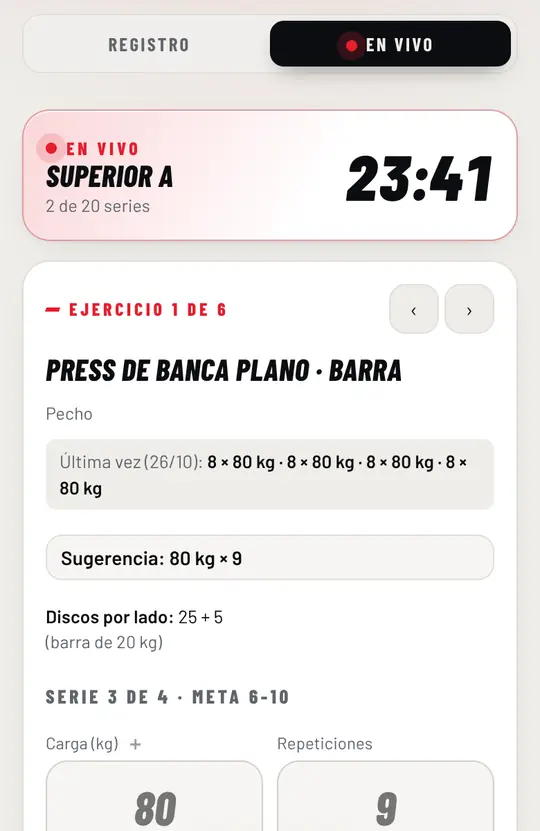 REGISTRO
EN VIVO
EN VIVO
SUPERIOR A
2 de 20 series
23:41
EJERCICIO 1 DE 6
‹
›
PRESS DE BANCA PLANO · BARRA
Pecho
Última vez (26/10): 8 × 80 kg · 8 × 80 kg · 8 × 80 kg · 8 ×
80 kg
Sugerencia: 80 kg × 9
Discos por lado: 25 + 5
(barra de 20 kg)
SERIE 3 DE 4 · META 6-10
Carga (kg) +
Repeticiones
80
9